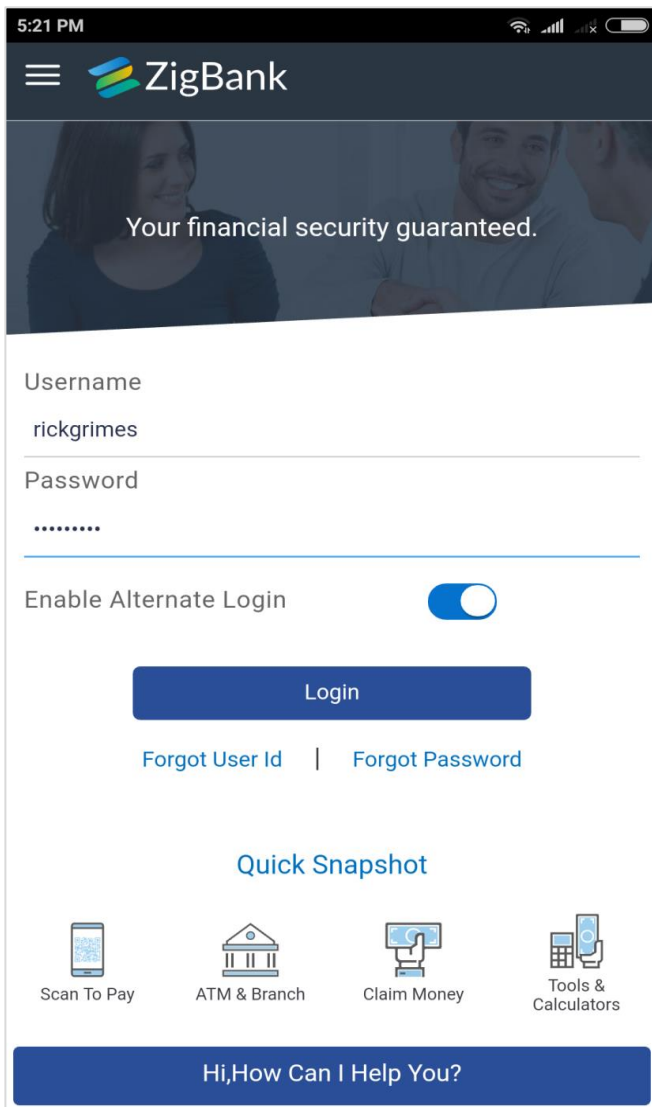 5:21 PM
ZigBank
Your financial security guaranteed.
Username
rickgrimes
Password
•••••••••
Enable Alternate Login
Login
Forgot User Id | Forgot Password
Quick Snapshot
Scan To Pay ATM & Branch Claim Money Tools &
Calculators
Hi,How Can I Help You?